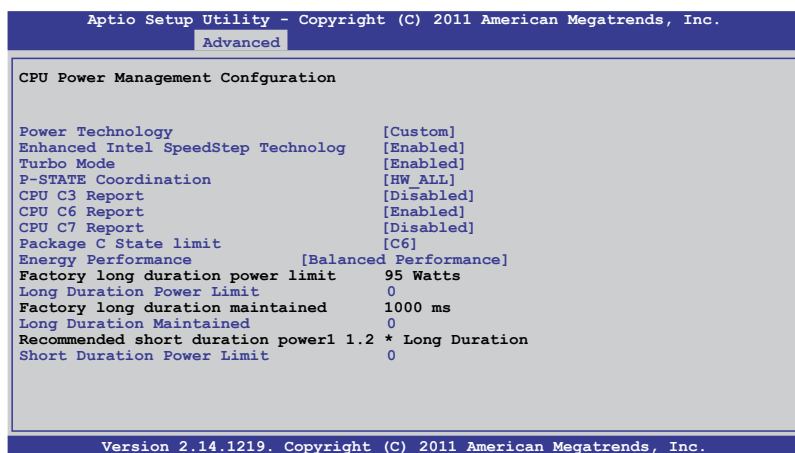 Aptio Setup Utility - Copyright (C) 2011 American Megatrends, Inc.
Advanced
CPU Power Management Confguration
Power Technology [Custom]
Enhanced Intel SpeedStep Technolog [Enabled]
Turbo Mode [Enabled]
P-STATE Coordination [HW_ALL]
CPU C3 Report [Disabled]
CPU C6 Report [Enabled]
CPU C7 Report [Disabled]
Package C State limit [C6]
Energy Performance [Balanced Performance]
Factory long duration power limit 95 Watts
Long Duration Power Limit 0
Factory long duration maintained 1000 ms
Long Duration Maintained 0
Recommended short duration power1 1.2 * Long Duration
Short Duration Power Limit 0
Version 2.14.1219. Copyright (C) 2011 American Megatrends, Inc.